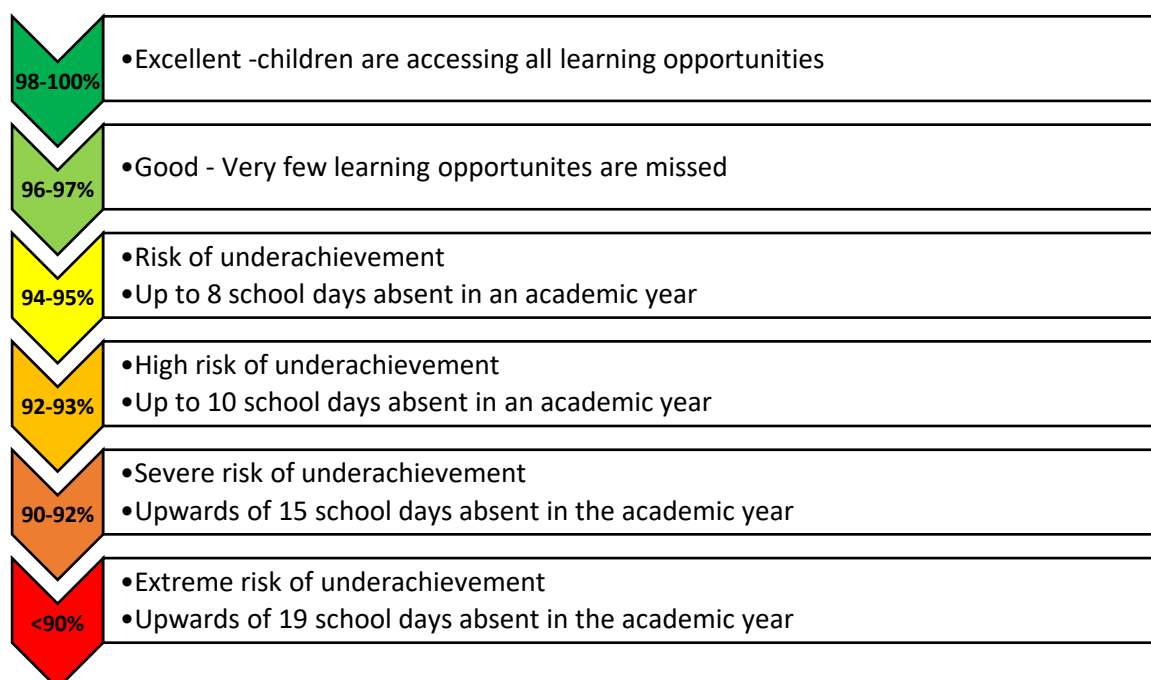 98-100%
•Excellent -children are accessing all learning opportunities
96-97%
•Good - Very few learning opportunites are missed
94-95%
•Risk of underachievement
•Up to 8 school days absent in an academic year
92-93%
•High risk of underachievement
•Up to 10 school days absent in an academic year
90-92%
•Severe risk of underachievement
•Upwards of 15 school days absent in the academic year
<90%
•Extreme risk of underachievement
•Upwards of 19 school days absent in the academic year